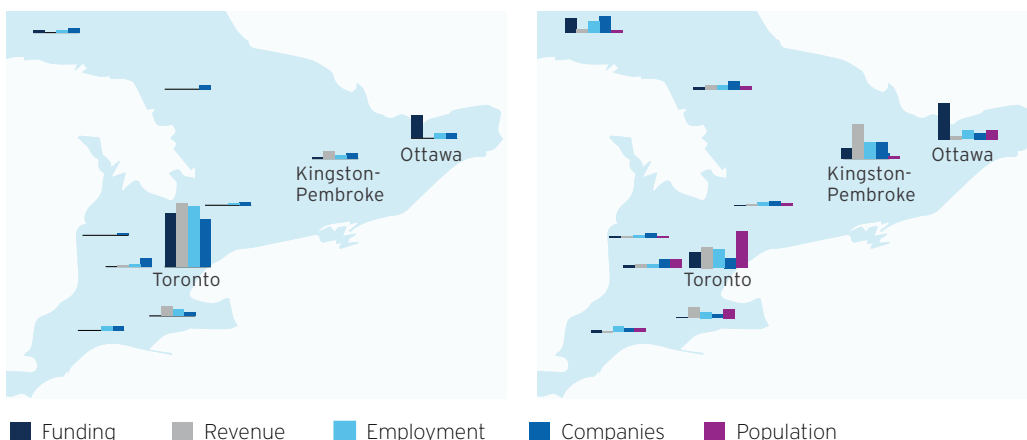 Ottawa
Kingston-
Pembroke
Toronto
Ottawa
Kingston-
Pembroke
Toronto
Funding
Revenue
Employment
Companies
Population